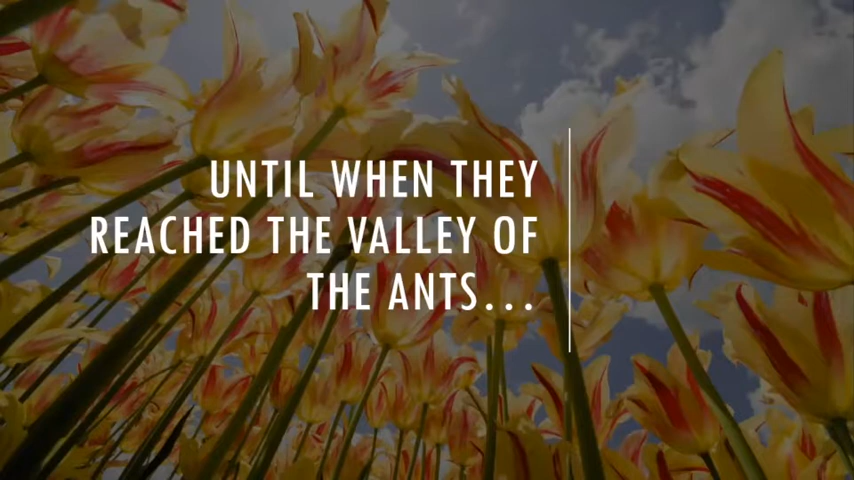 UNTIL WHEN THEY
REACHED THE VALLEY OF
THE ANTS...